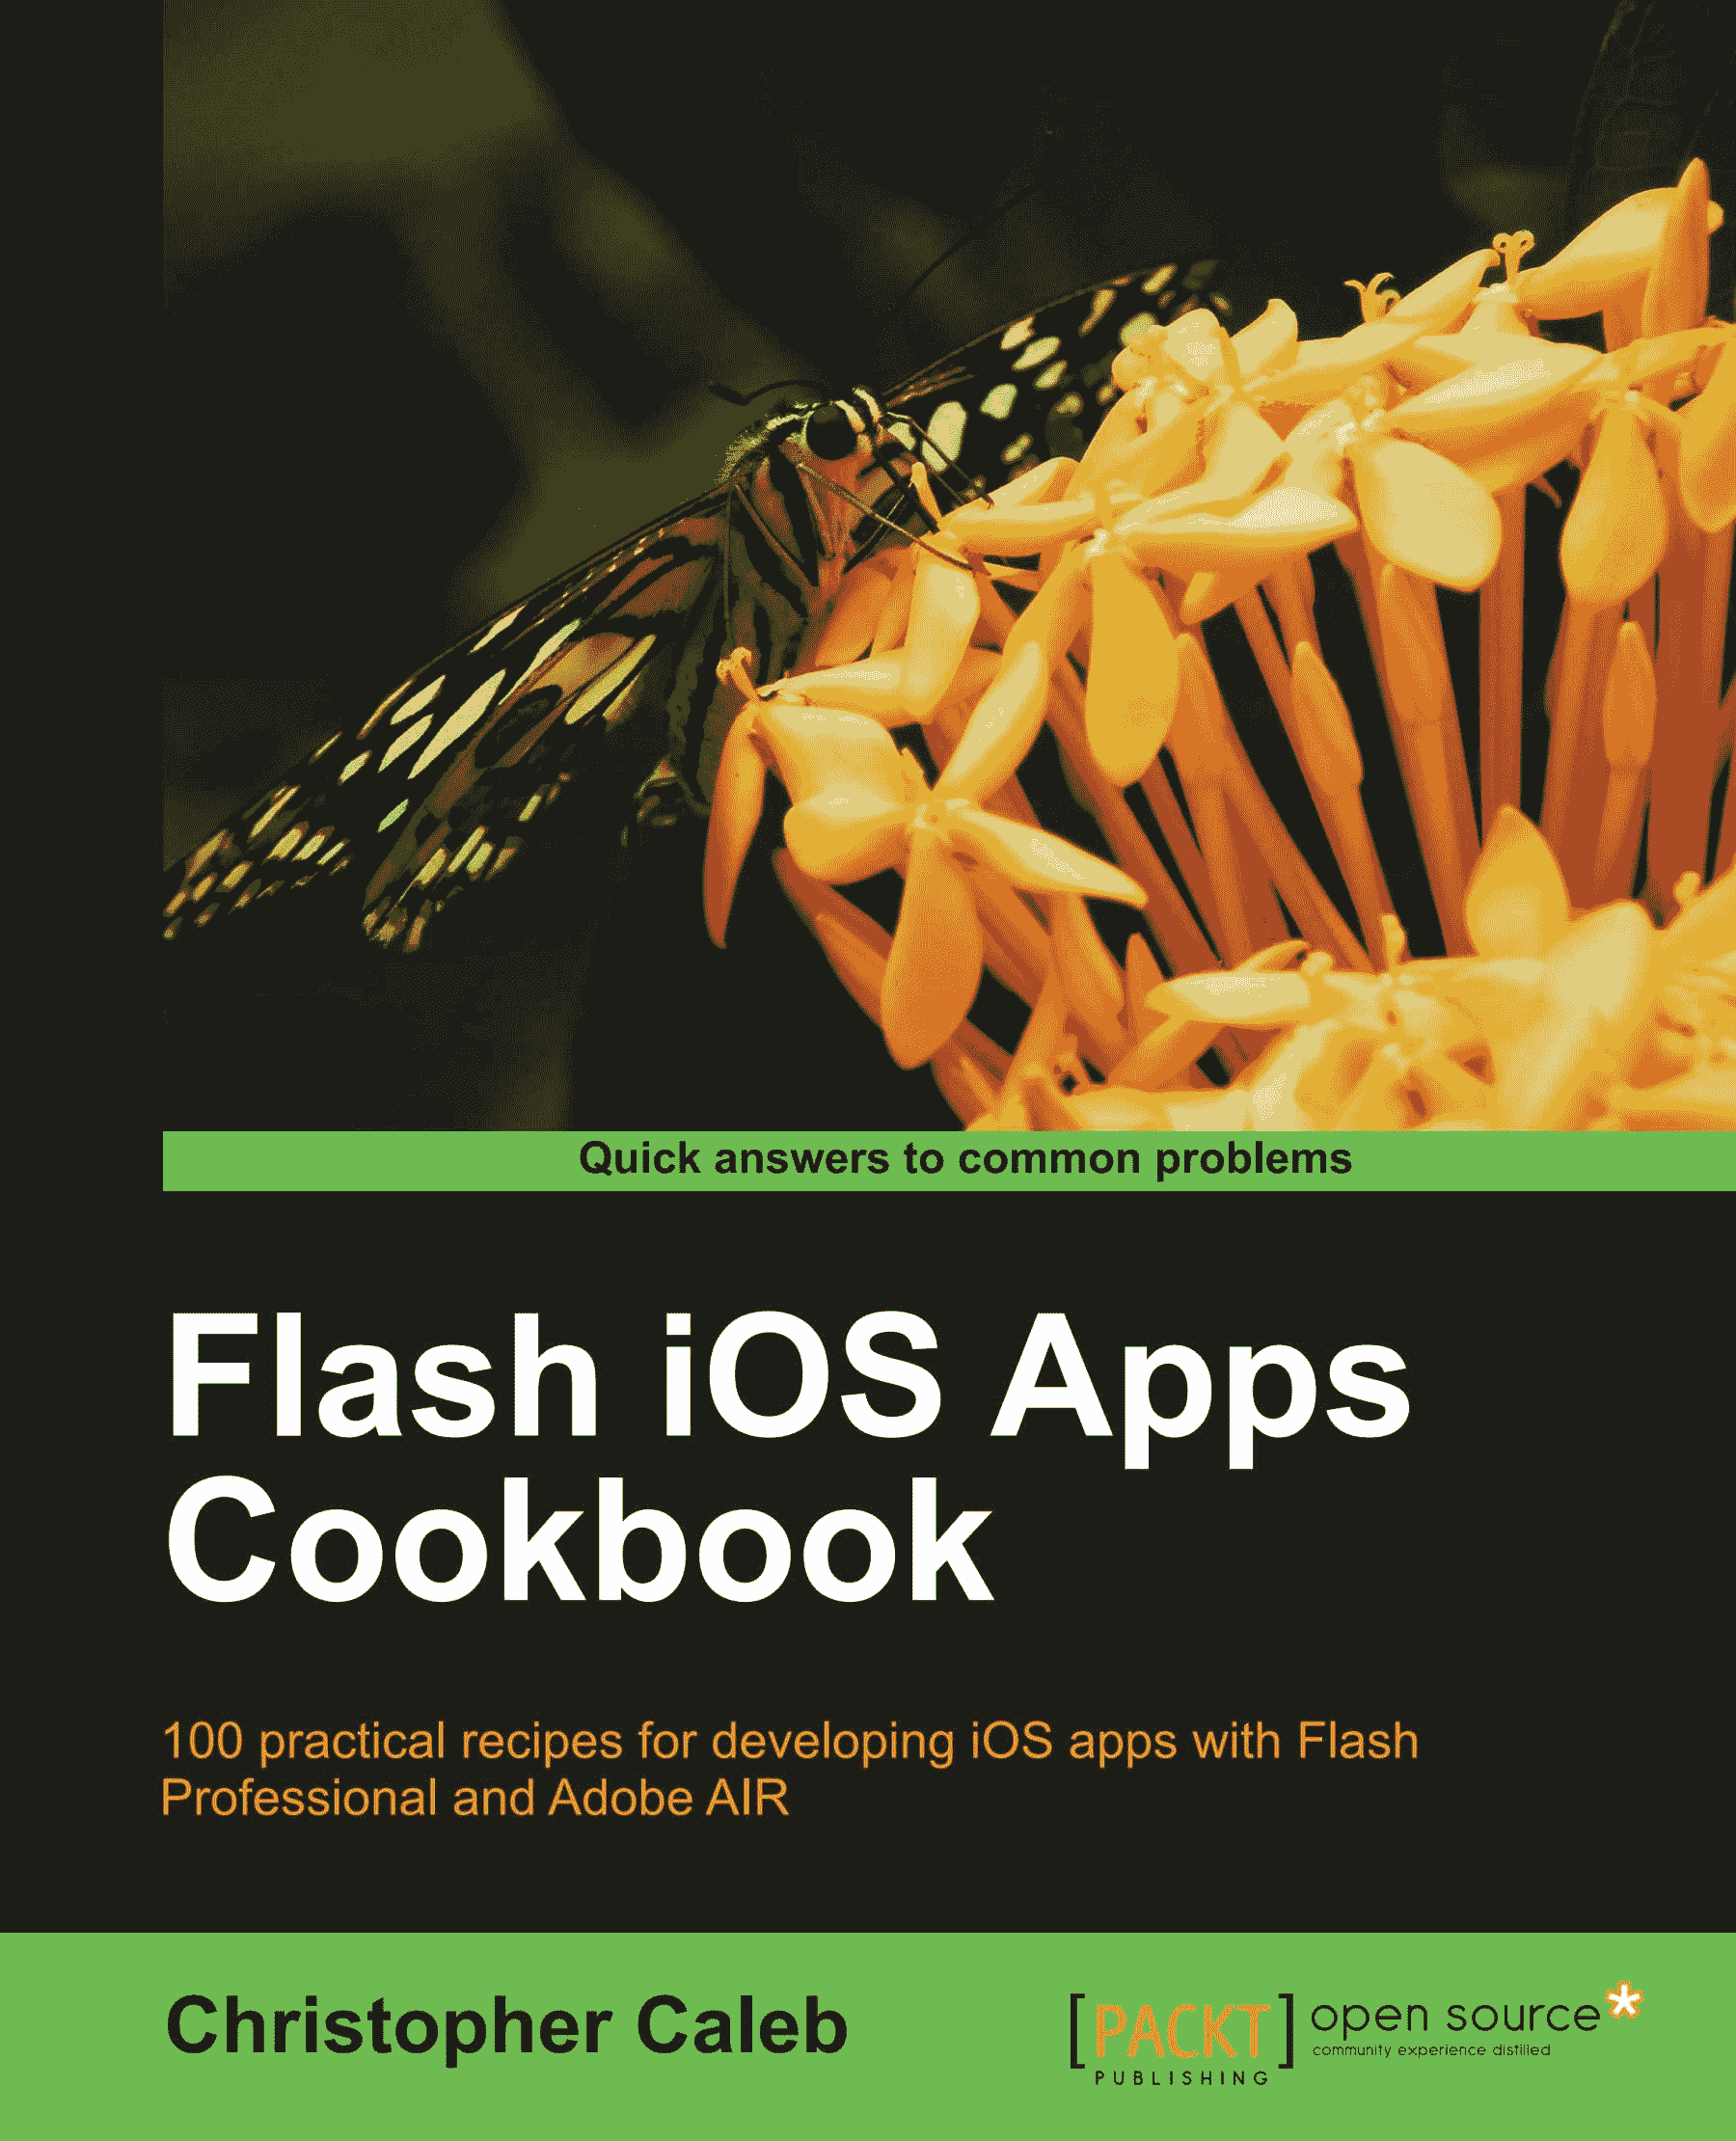 Quick answers to common problems
Flash iOS Apps
Cookbook
100 practical recipes for developing iOS apps with Flash
Professional and Adobe AIR
Christopher Caleb
[PACKT]
PUBLISHING
open source*
community experience distilled